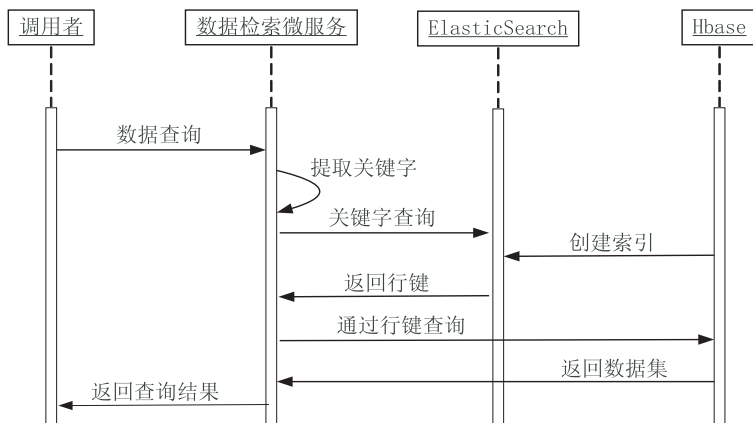 调用者
数据检索微服务
ElasticSearch
Hbase
数据查询
提取关键字
关键字查询
创建索引
返回行键
通过行键查询
返回数据集
返回查询结果